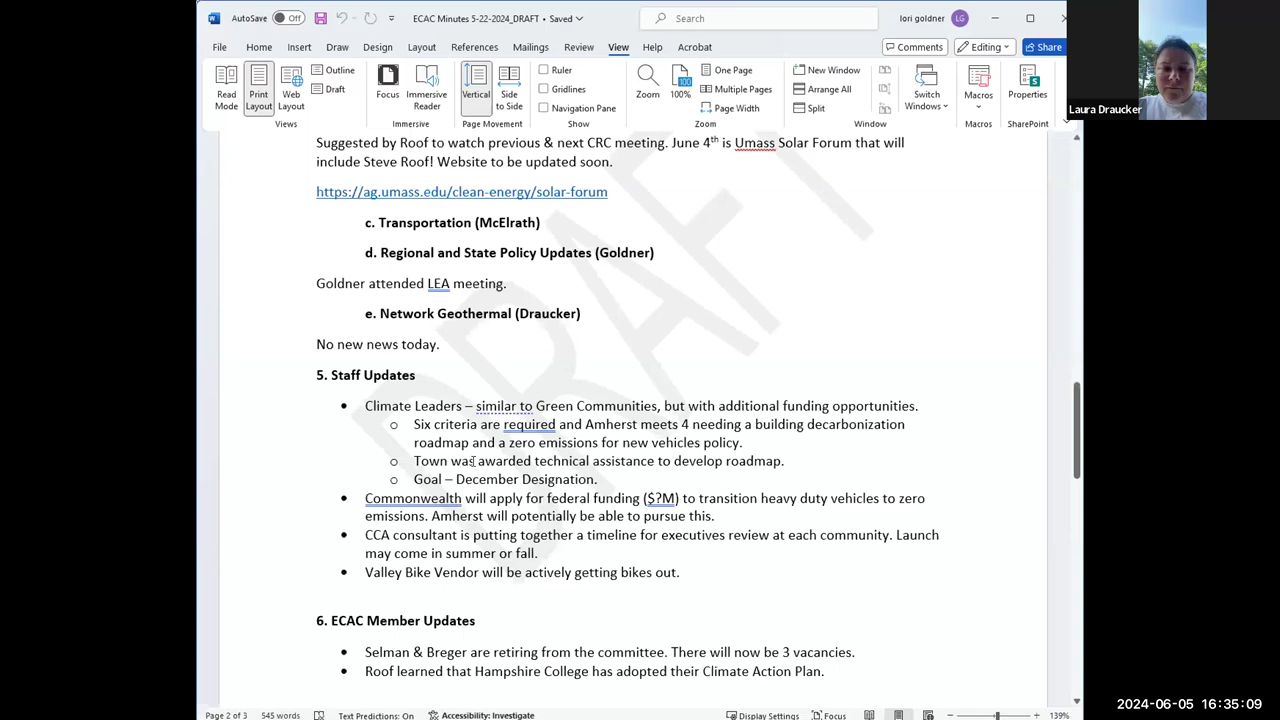 AutoSave Off ECAC Minutes 5-22-2024_DRAFT • Saved Search lori goldner LG
File Home Insert Draw Design Layout References Mailings Review View Help Acrobat Comments Editing Share
Read Mode Print Layout Web Layout Outline Draft Focus Immersive Reader Vertical Side to Side Ruler Gridlines Navigation Pane Zoom 100% One Page Multiple Pages Page Width New Window Arrange All Split Switch Windows Macros Properties
Views Immersive Page Movement Show Zoom Window Macros SharePoint
Laura Draucker
DRAFT
Suggested by Roof to watch previous & next CRC meeting. June 4th is Umass Solar Forum that will
include Steve Roof! Website to be updated soon.
https://ag.umass.edu/clean-energy/solar-forum
c. Transportation (McElrath)
d. Regional and State Policy Updates (Goldner)
Goldner attended LEA meeting.
e. Network Geothermal (Draucker)
No new news today.
5. Staff Updates
• Climate Leaders – similar to Green Communities, but with additional funding opportunities.
o Six criteria are required and Amherst meets 4 needing a building decarbonization
roadmap and a zero emissions for new vehicles policy.
o Town was awarded technical assistance to develop roadmap.
o Goal – December Designation.
• Commonwealth will apply for federal funding ($?M) to transition heavy duty vehicles to zero
emissions. Amherst will potentially be able to pursue this.
• CCA consultant is putting together a timeline for executives review at each community. Launch
may come in summer or fall.
• Valley Bike Vendor will be actively getting bikes out.
6. ECAC Member Updates
• Selman & Breger are retiring from the committee. There will now be 3 vacancies.
• Roof learned that Hampshire College has adopted their Climate Action Plan.
Page 2 of 3 545 words Text Predictions: On Accessibility: Investigate Display Settings Focus 139%
2024-06-05 16:35:09